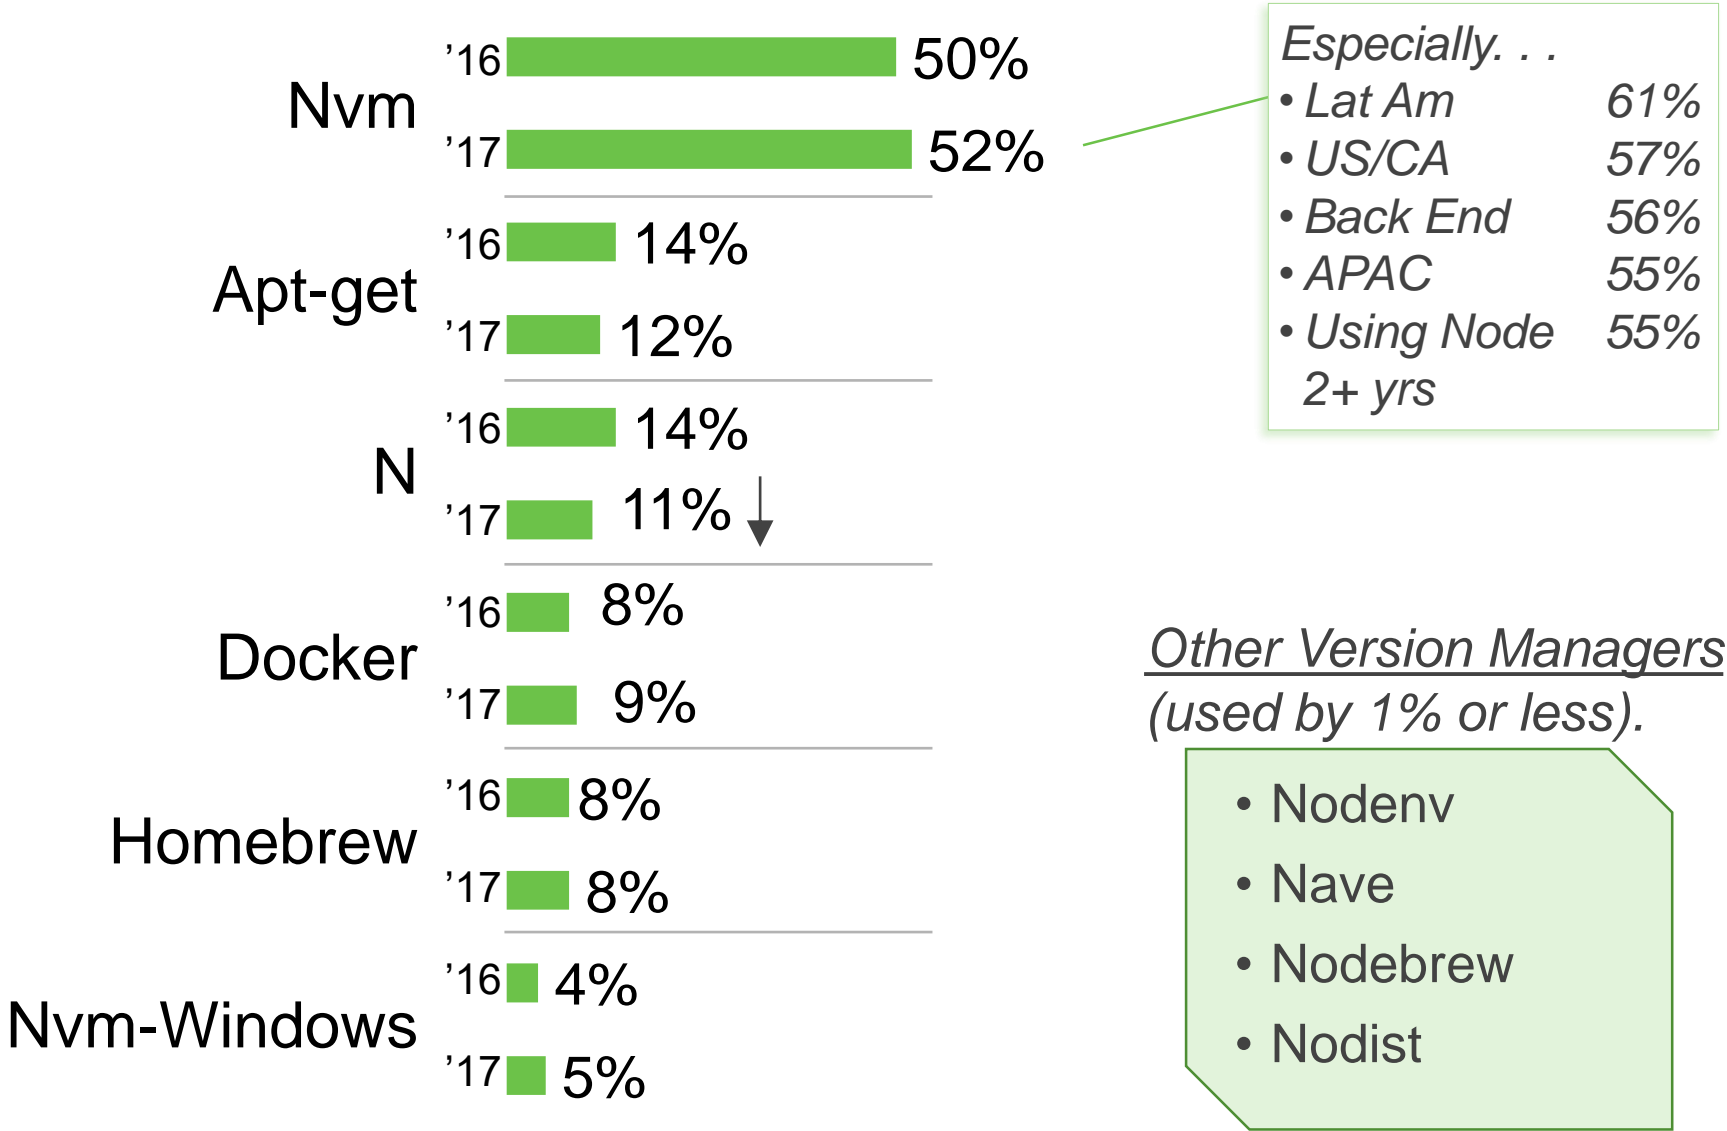 Nvm
’16 50%
’17 52%
Apt-get
’16 14%
’17 12%
N
’16 14%
’17 11%
Docker
’16 8%
’17 9%
Homebrew
’16 8%
’17 8%
Nvm-Windows
’16 4%
’17 5%
Especially. . .
• Lat Am 61%
• US/CA 57%
• Back End 56%
• APAC 55%
• Using Node 55%
2+ yrs
Other Version Managers
(used by 1% or less).
• Nodenv
• Nave
• Nodebrew
• Nodist